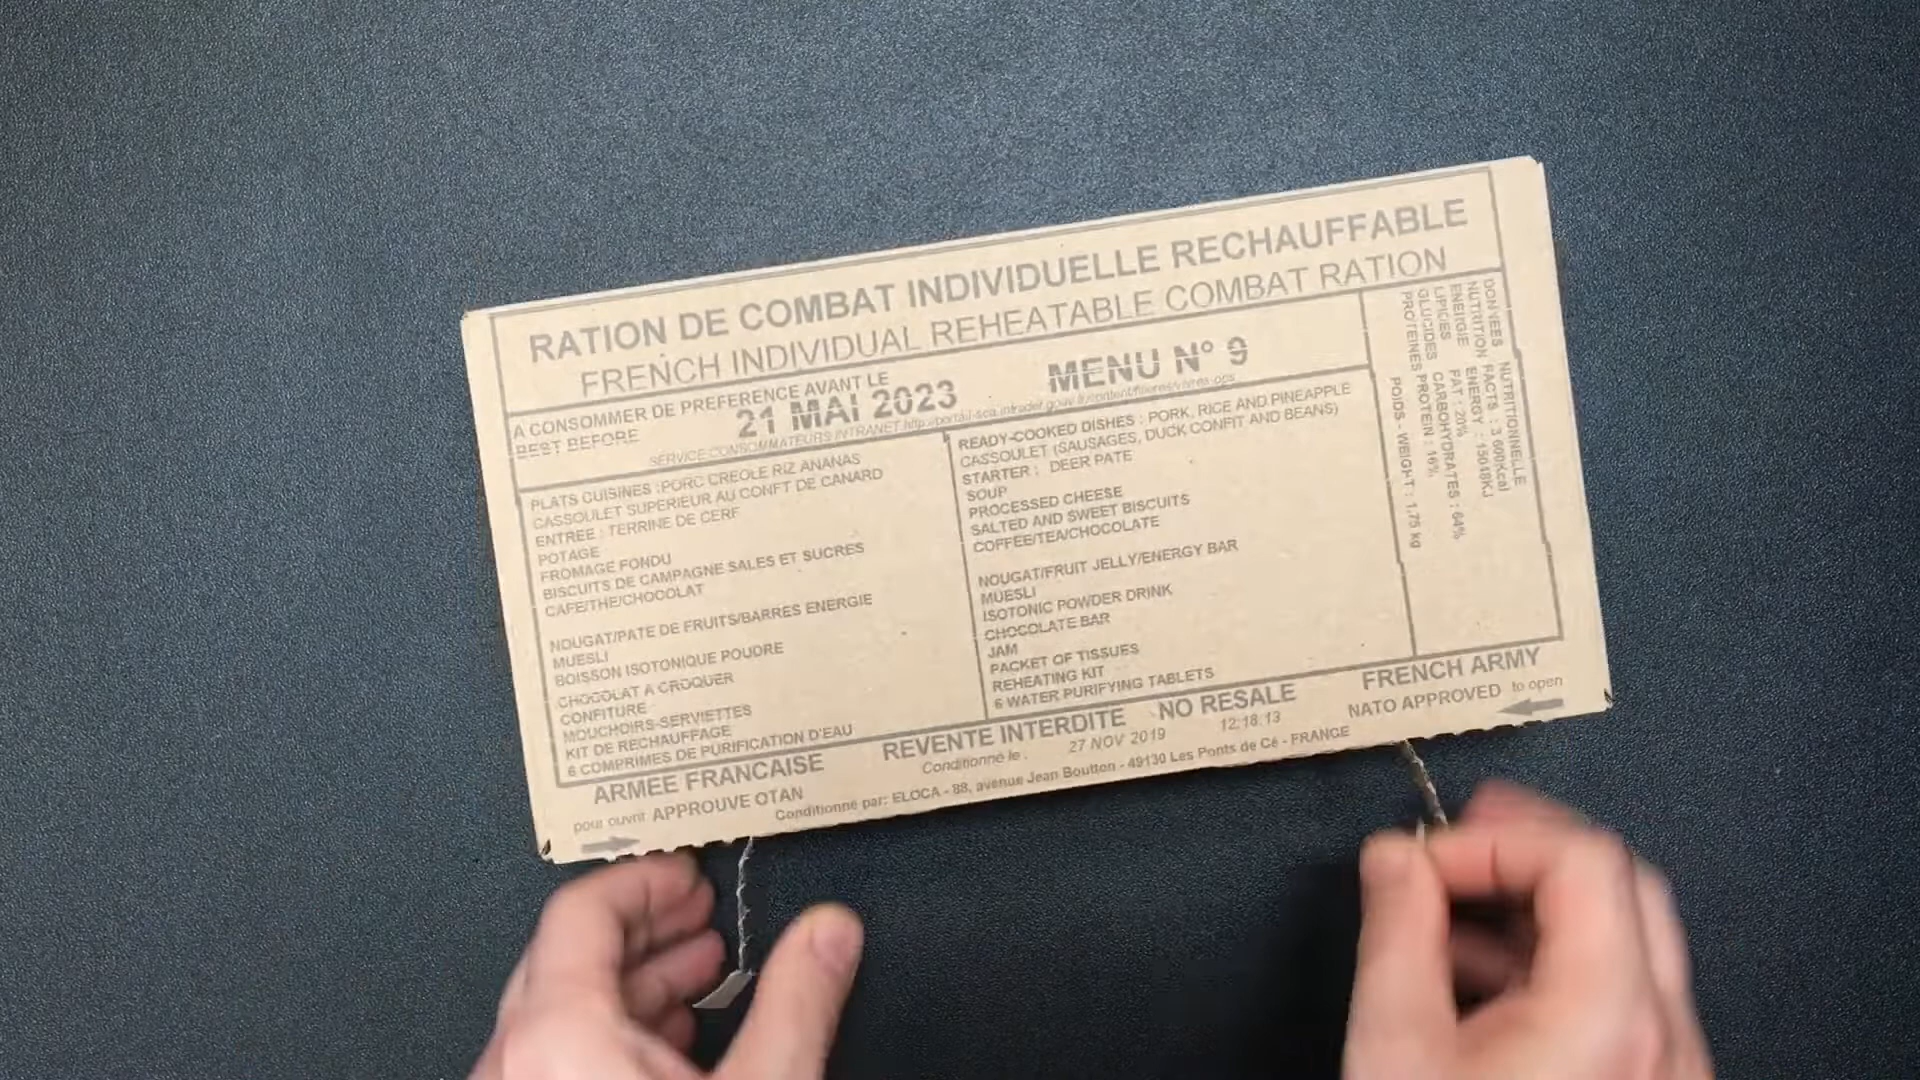 RATION DE COMBAT INDIVIDUELLE RECHAUFFABLE
FRENCH INDIVIDUAL REHEATABLE COMBAT RATION
A CONSOMMER DE PREFERENCE AVANT LE
BEST BEFORE
21 MAI 2023
MENU N° 9
SERVICE CONSOMMATEURS INTRANET
PLATS CUISINES : PORC CREOLE RIZ ANANAS
CASSOULET SUPERIEUR AU CONFT DE CANARD
ENTREE : TERRINE DE CERF
POTAGE
FROMAGE FONDU
BISCUITS DE CAMPAGNE SALES ET SUCRES
CAFE/THE/CHOCOLAT
NOUGAT/PATE DE FRUITS/BARRES ENERGIE
MUESLI
BOISSON ISOTONIQUE POUDRE
CHOCOLAT A CROQUER
CONFITURE
MOUCHOIRS-SERVIETTES
KIT DE RECHAUFFAGE
6 COMPRIMES DE PURIFICATION D'EAU
READY-COOKED DISHES : PORK, RICE AND PINEAPPLE
CASSOULET (SAUSAGES, DUCK CONFIT AND BEANS)
STARTER : DEER PATE
SOUP
PROCESSED CHEESE
SALTED AND SWEET BISCUITS
COFFEE/TEA/CHOCOLATE
NOUGAT/FRUIT JELLY/ENERGY BAR
MUESLI
ISOTONIC POWDER DRINK
CHOCOLATE BAR
JAM
PACKET OF TISSUES
REHEATING KIT
6 WATER PURIFYING TABLETS
DONNEES NUTRITIONNELLE
NUTRITION FACTS : 3 600Kcal
ENERGIE ENERGY : 15018KJ
LIPIDES FAT : 20%
GLUCIDES CARBOHYDRATES : 64%
PROTEINES PROTEIN : 16%
POIDS - WEIGHT : 1,75 kg
ARMEE FRANCAISE
REVENTE INTERDITE NO RESALE
FRENCH ARMY
pour ouvrir APPROUVE OTAN
Conditionné le : 27 NOV 2019 12:18:13
NATO APPROVED to open
Conditionné par: ELOCA - 88, avenue Jean Boutton - 49130 Les Ponts de Cé - FRANCE